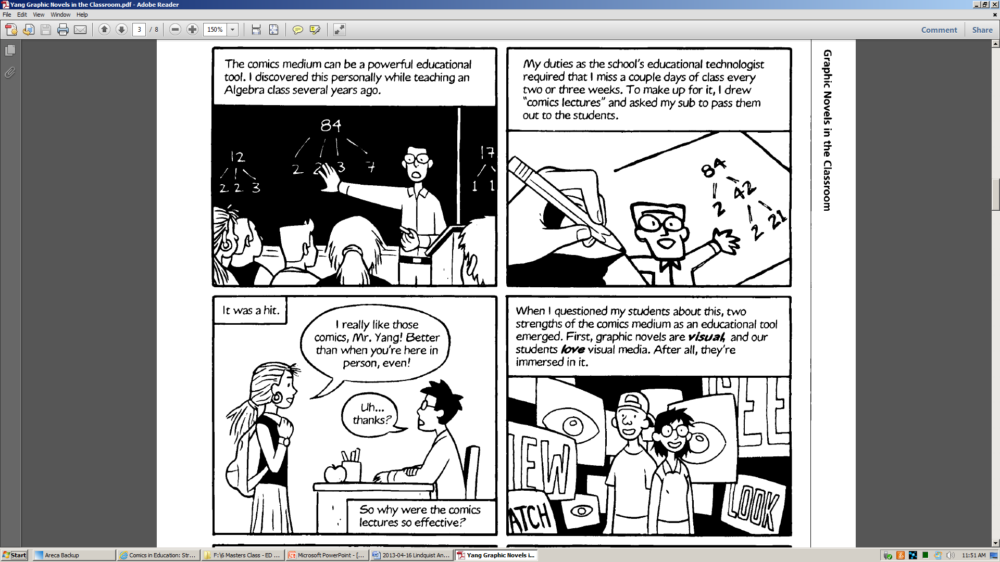 Yang Graphic Novels in the Classroom.pdf - Adobe Reader
File Edit View Window Help
3 / 8 150% Comment Share
The comics medium can be a powerful educational
tool. I discovered this personally while teaching an
Algebra class several years ago.
84
12
2 2 3 7
2 2 3
17
1 1
My duties as the school's educational technologist
required that I miss a couple days of class every
two or three weeks. To make up for it, I drew
"comics lectures" and asked my sub to pass them
out to the students.
84
2 42
2 21
Graphic Novels in the Classroom
It was a hit.
I really like those
comics, Mr. Yang! Better
than when you're here in
person, even!
Uh...
thanks?
So why were the comics
lectures so effective?
When I questioned my students about this, two
strengths of the comics medium as an educational tool
emerged. First, graphic novels are visual, and our
students love visual media. After all, they're
immersed in it.
EE
IEW
ATCH
LOOK
Start
Areca Backup
Comics in Education: Str...
F:\6 Masters Class - ED ...
Microsoft PowerPoint - [...
2013-04-16 Lindquist An...
Yang Graphic Novels i...
11:51 AM